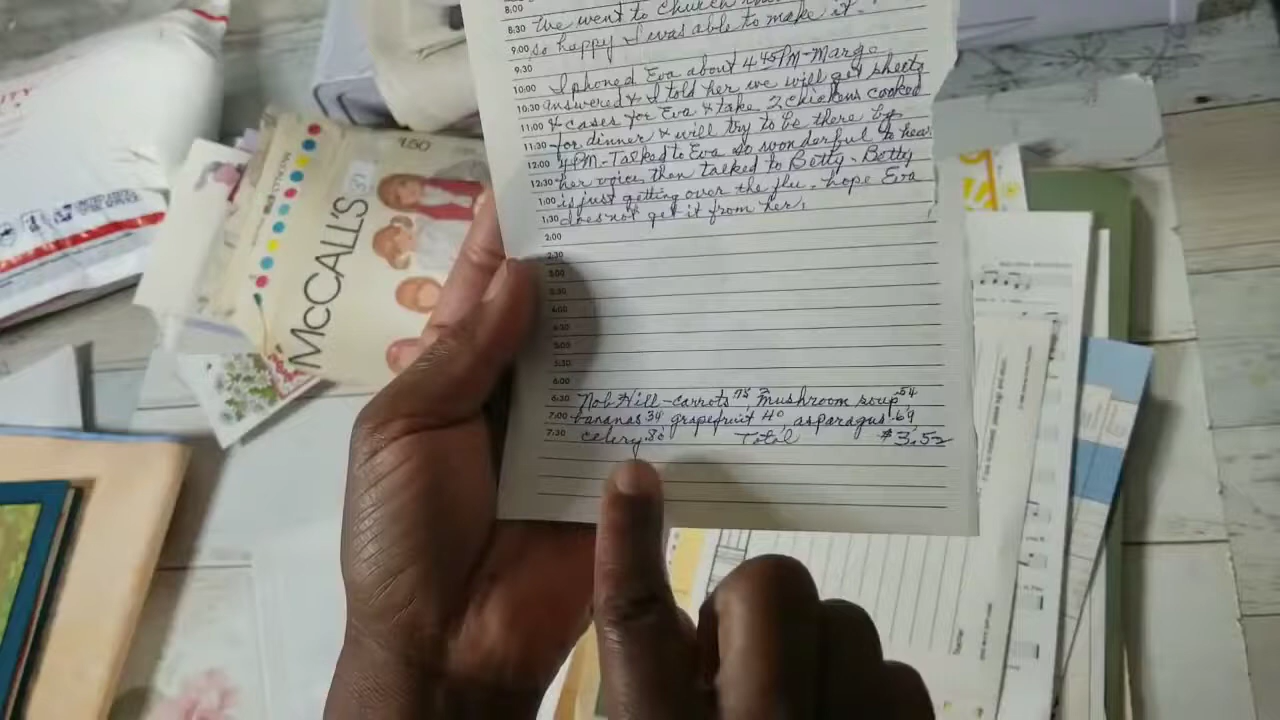 8:00
8:30 We went to church
9:00 so happy I was able to make it.
9:30
10:00 I phoned Eva about 4 45 PM - Marge
10:30 answered & I told her we will get sheets
11:00 & cases for Eva & take 2 chickens cooked
11:30 for dinner & will try to be there by
12:00 4 PM - Talked to Eva so wonderful to hear
12:30 her voice, then talked to Betty - Betty
1:00 is just getting over the flu - hope Eva
1:30 does not get it from her,
2:00
2:30
3:00
3:30
4:00
4:30
5:00
5:30
6:00
6:30 Nob Hill - carrots .75 mushroom soup .54
7:00 bananas .34 grapefruit 40 asparagus .69
7:30 celery .80 Total $3.52
McCALL'S
150
37